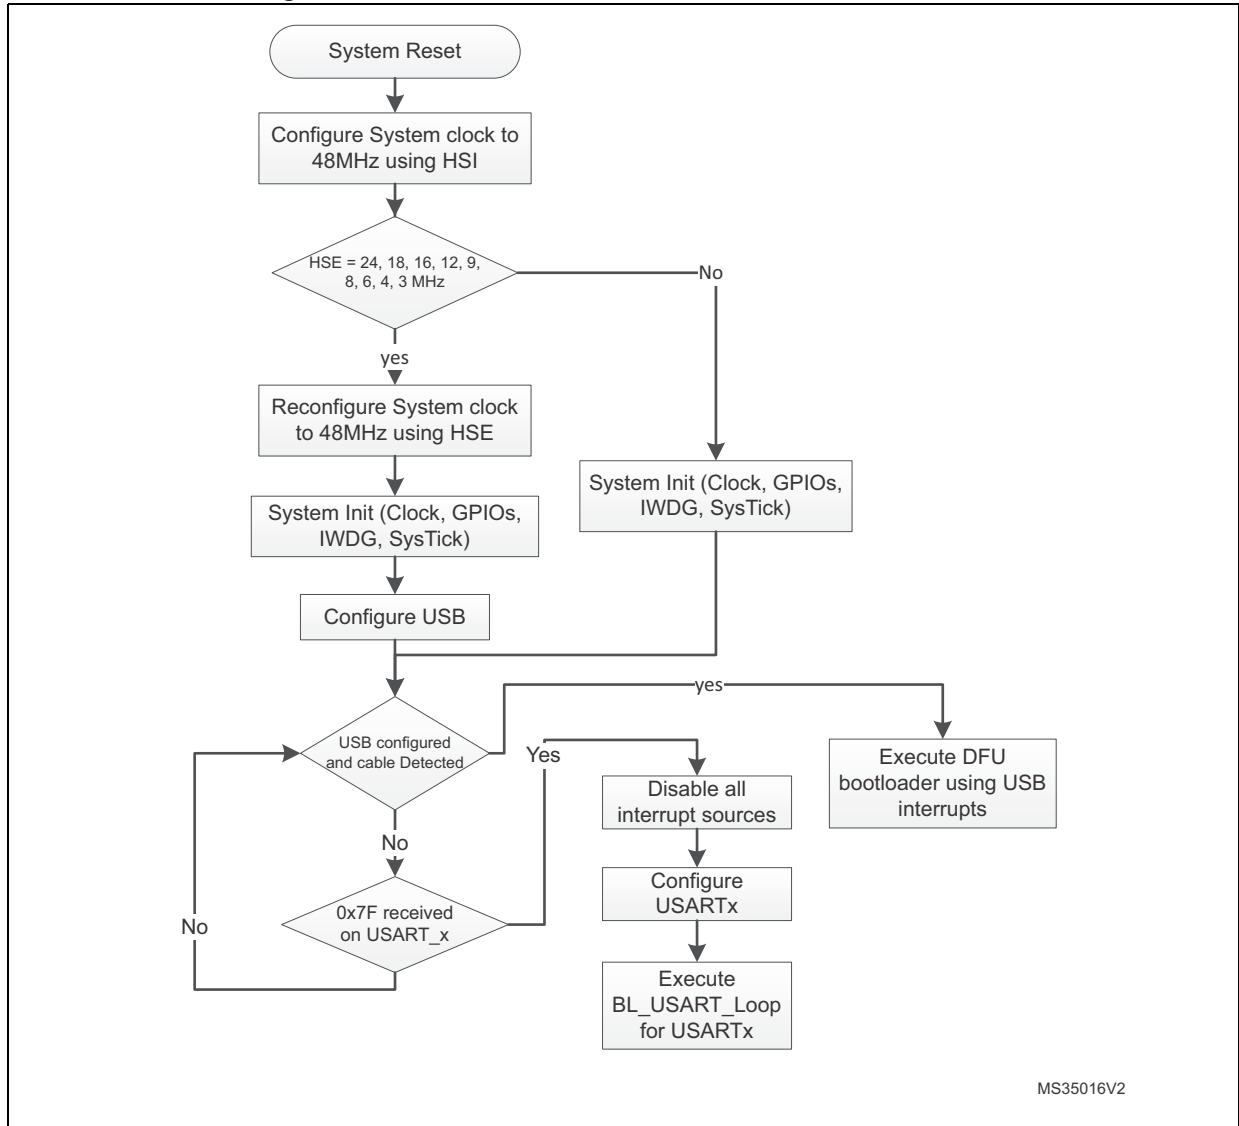 System Reset
Configure System clock to
48MHz using HSI
HSE = 24, 18, 16, 12, 9,
8, 6, 4, 3 MHz
No
yes
Reconfigure System clock
to 48MHz using HSE
System Init (Clock, GPIOs,
IWDG, SysTick)
System Init (Clock, GPIOs,
IWDG, SysTick)
Configure USB
yes
USB configured
and cable Detected
Yes
Execute DFU
bootloader using USB
interrupts
Disable all
interrupt sources
No
Configure
USARTx
0x7F received
on USART_x
No
Execute
BL_USART_Loop
for USARTx
MS35016V2